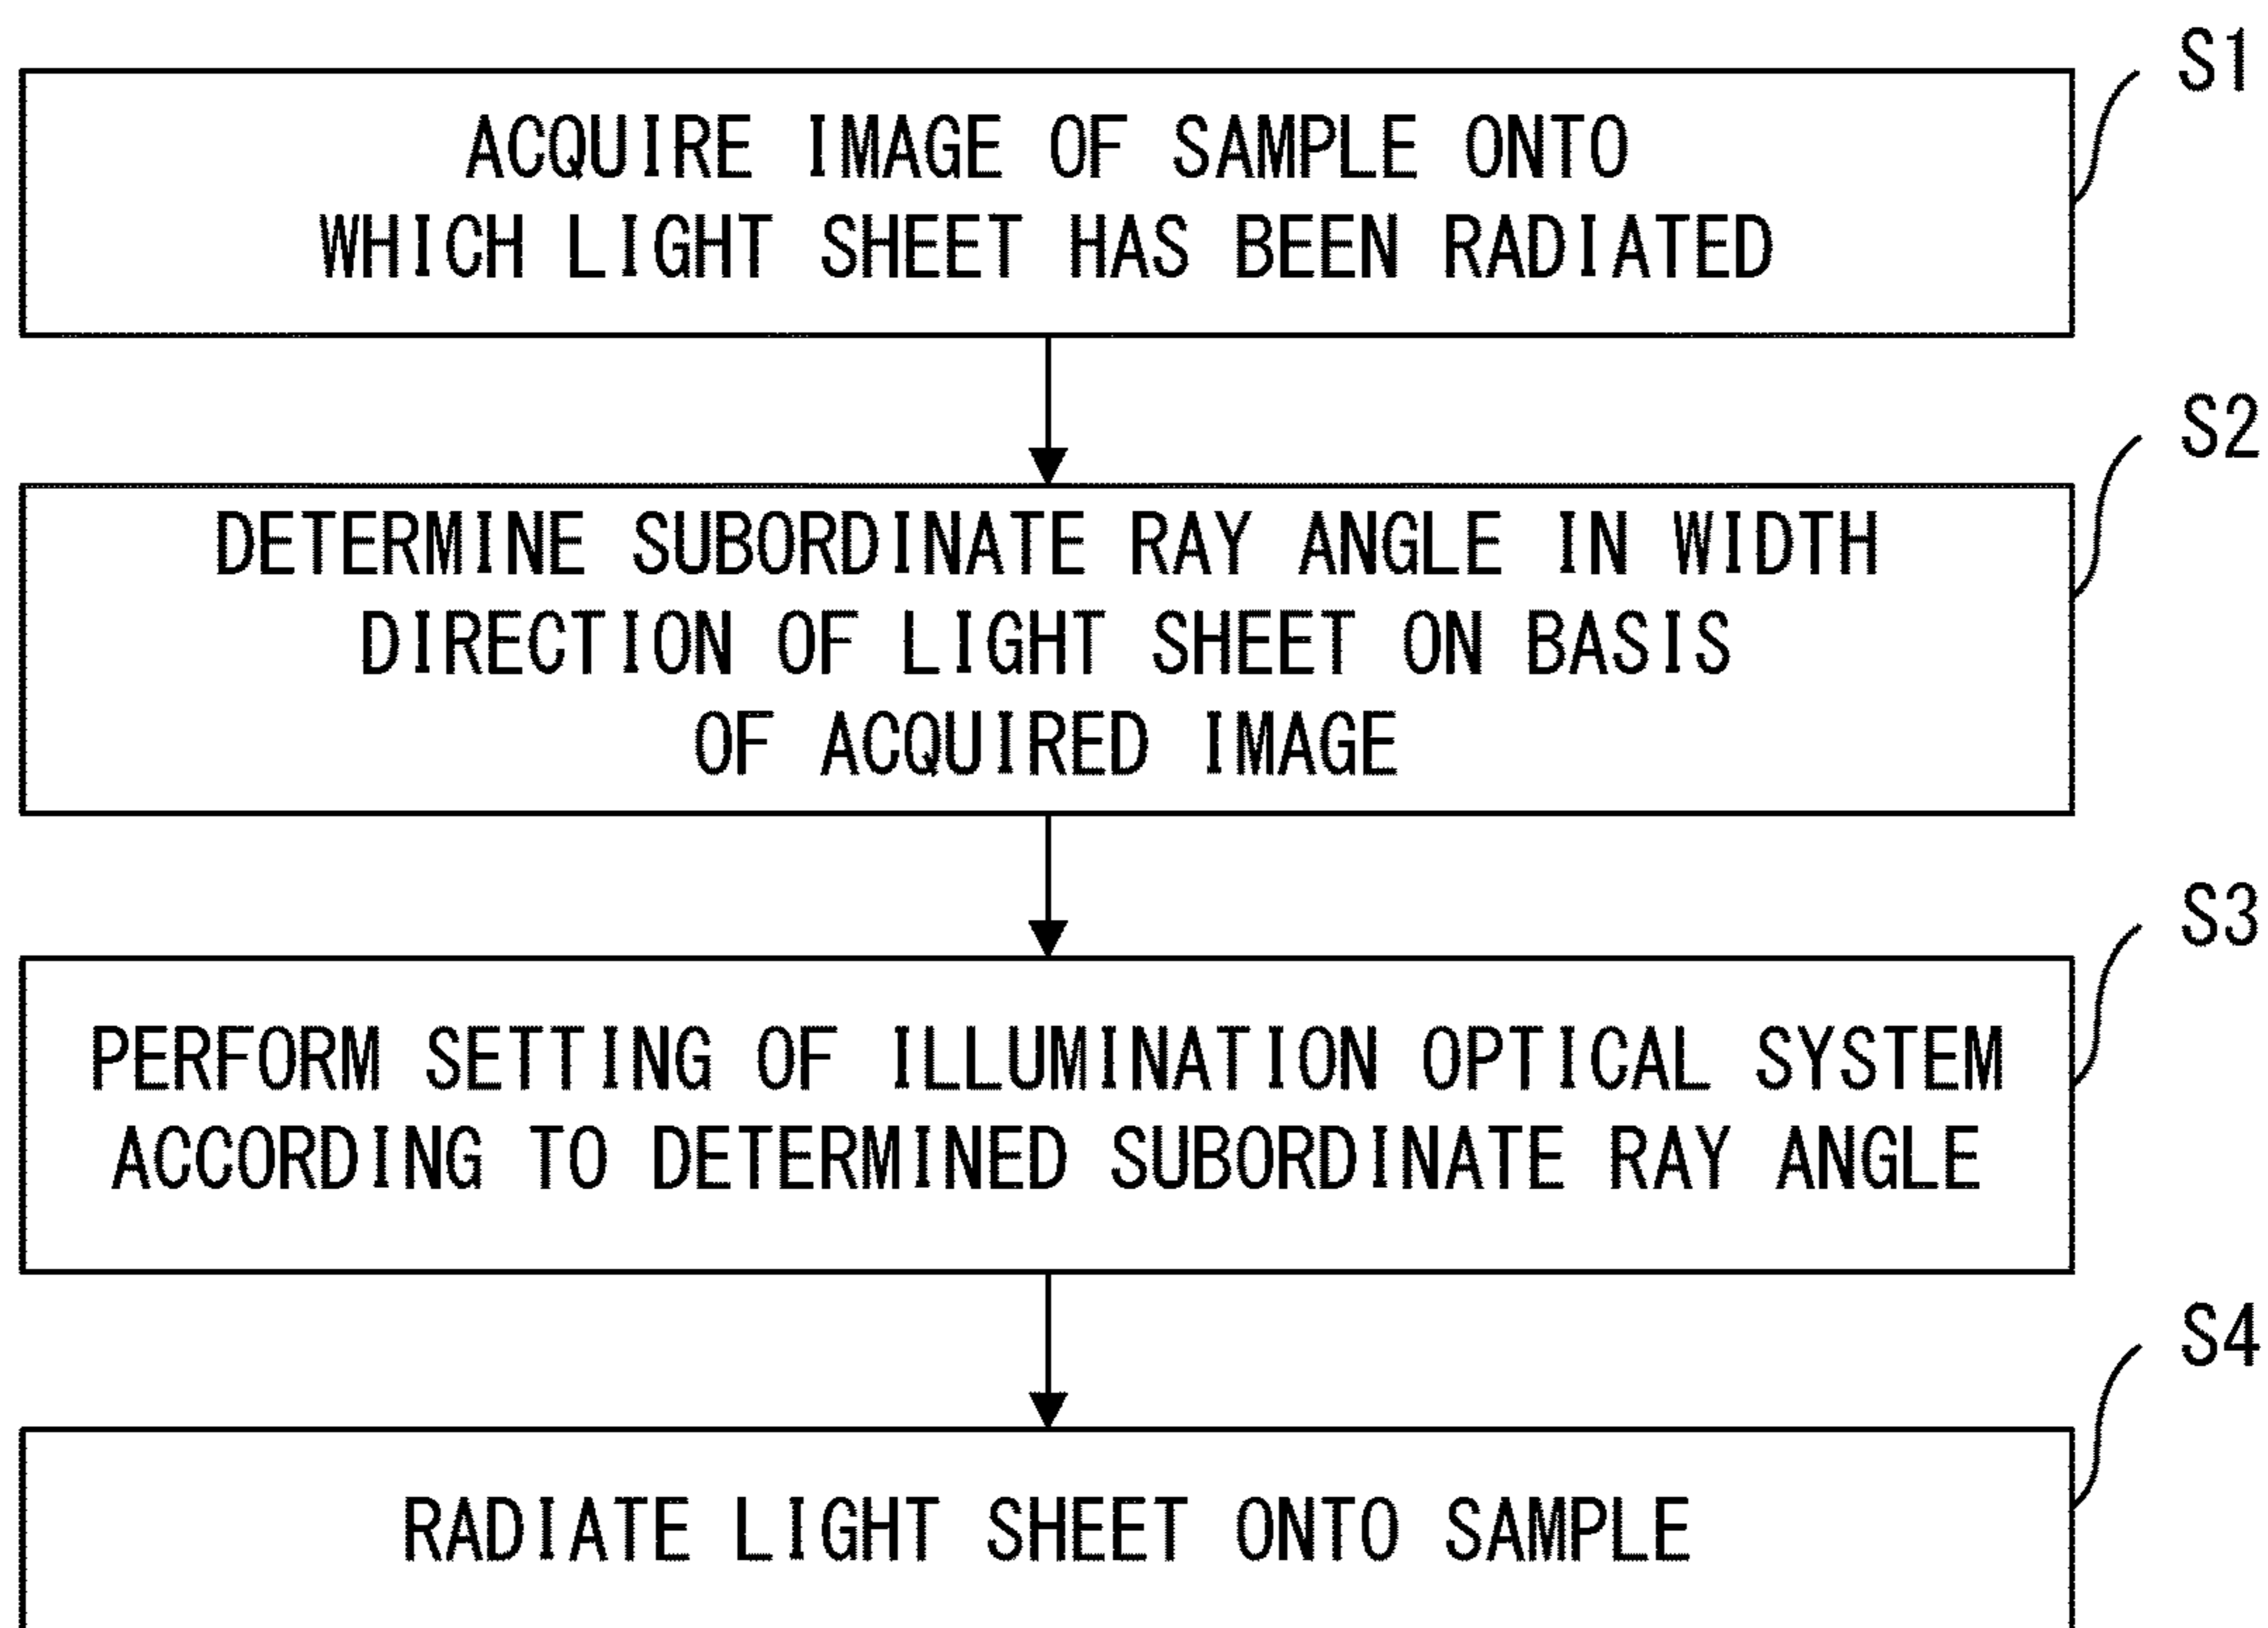 S1
ACQUIRE IMAGE OF SAMPLE ONTO
WHICH LIGHT SHEET HAS BEEN RADIATED
S2
DETERMINE SUBORDINATE RAY ANGLE IN WIDTH
DIRECTION OF LIGHT SHEET ON BASIS
OF ACQUIRED IMAGE
S3
PERFORM SETTING OF ILLUMINATION OPTICAL SYSTEM
ACCORDING TO DETERMINED SUBORDINATE RAY ANGLE
S4
RADIATE LIGHT SHEET ONTO SAMPLE